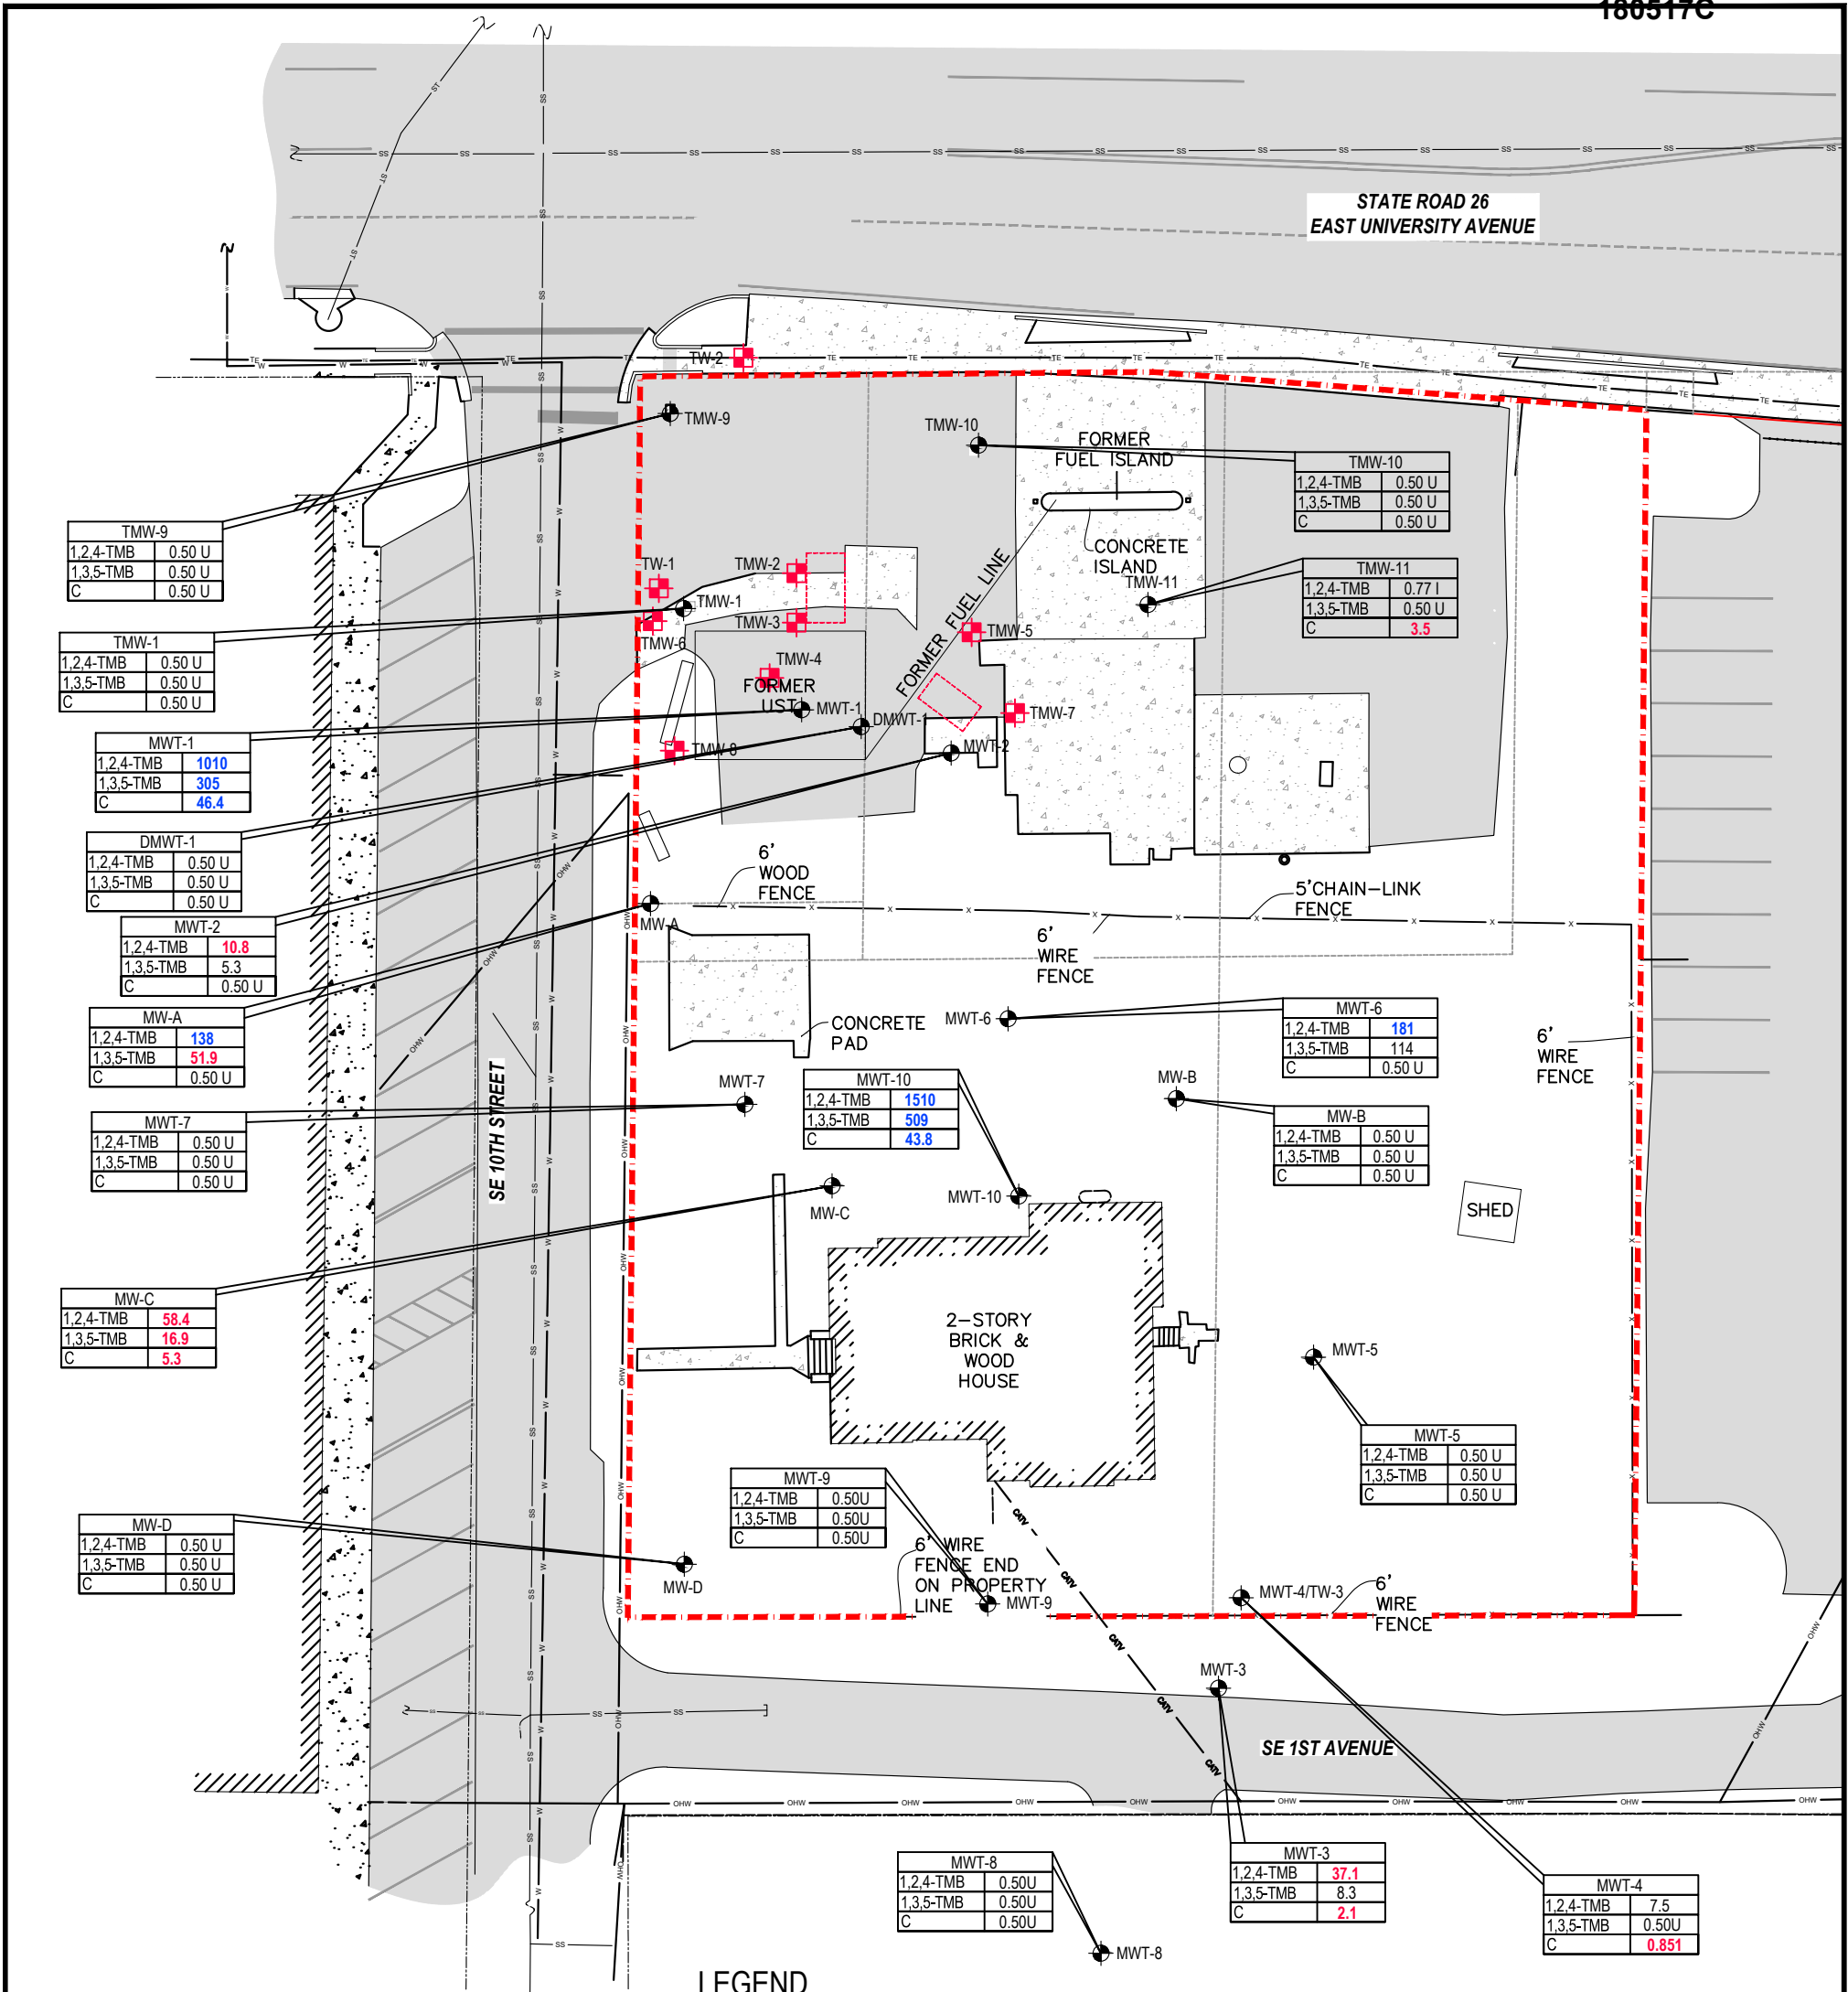 180517C
STATE ROAD 26
EAST UNIVERSITY AVENUE
TW-2
TMW-9
TMW-10
FORMER
FUEL ISLAND
TMW-10
1,2,4-TMB 0.50 U
1,3,5-TMB 0.50 U
C 0.50 U
TMW-9
1,2,4-TMB 0.50 U
1,3,5-TMB 0.50 U
C 0.50 U
CONCRETE
ISLAND
TMW-11
TMW-11
1,2,4-TMB 0.77 I
1,3,5-TMB 0.50 U
C 3.5
TW-1
TMW-2
TMW-1
TMW-3
TMW-6
TMW-5
FORMER FUEL LINE
TMW-1
1,2,4-TMB 0.50 U
1,3,5-TMB 0.50 U
C 0.50 U
TMW-4
FORMER
UST
MWT-1
DMWT-1
TMW-7
TMW-8
MWT-2
MWT-1
1,2,4-TMB 1010
1,3,5-TMB 305
C 46.4
DMWT-1
1,2,4-TMB 0.50 U
1,3,5-TMB 0.50 U
C 0.50 U
6'
WOOD
FENCE
5'CHAIN-LINK
FENCE
MW-A
6'
WIRE
FENCE
MWT-2
1,2,4-TMB 10.8
1,3,5-TMB 5.3
C 0.50 U
MW-A
1,2,4-TMB 138
1,3,5-TMB 51.9
C 0.50 U
CONCRETE
PAD
MWT-6
MWT-6
1,2,4-TMB 181
1,3,5-TMB 114
C 0.50 U
6'
WIRE
FENCE
SE 10TH STREET
MWT-7
MWT-10
1,2,4-TMB 1510
1,3,5-TMB 509
C 43.8
MW-B
MW-B
1,2,4-TMB 0.50 U
1,3,5-TMB 0.50 U
C 0.50 U
MWT-7
1,2,4-TMB 0.50 U
1,3,5-TMB 0.50 U
C 0.50 U
MW-C
MWT-10
SHED
MW-C
1,2,4-TMB 58.4
1,3,5-TMB 16.9
C 5.3
2-STORY
BRICK &
WOOD
HOUSE
MWT-5
MWT-5
1,2,4-TMB 0.50 U
1,3,5-TMB 0.50 U
C 0.50 U
MWT-9
1,2,4-TMB 0.50U
1,3,5-TMB 0.50U
C 0.50U
MW-D
1,2,4-TMB 0.50 U
1,3,5-TMB 0.50 U
C 0.50 U
MW-D
6' WIRE
FENCE END
ON PROPERTY
LINE
MWT-9
MWT-4/TW-3
6'
WIRE
FENCE
MWT-3
SE 1ST AVENUE
MWT-8
1,2,4-TMB 0.50U
1,3,5-TMB 0.50U
C 0.50U
MWT-3
1,2,4-TMB 37.1
1,3,5-TMB 8.3
C 2.1
MWT-4
1,2,4-TMB 7.5
1,3,5-TMB 0.50U
C 0.851
MWT-8
LEGEND